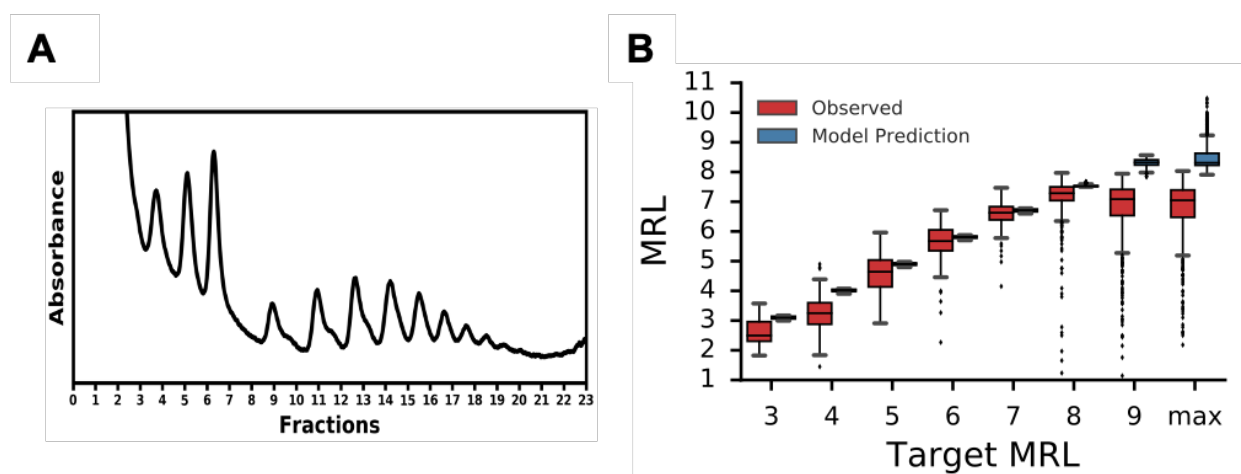 A
Absorbance
0 1 2 3 4 5 6 7 8 9 10 11 12 13 14 15 16 17 18 19 20 21 22 23
Fractions
B
11
10
9
8
7
6
5
4
3
2
1
MRL
Observed
Model Prediction
3 4 5 6 7 8 9 max
Target MRL